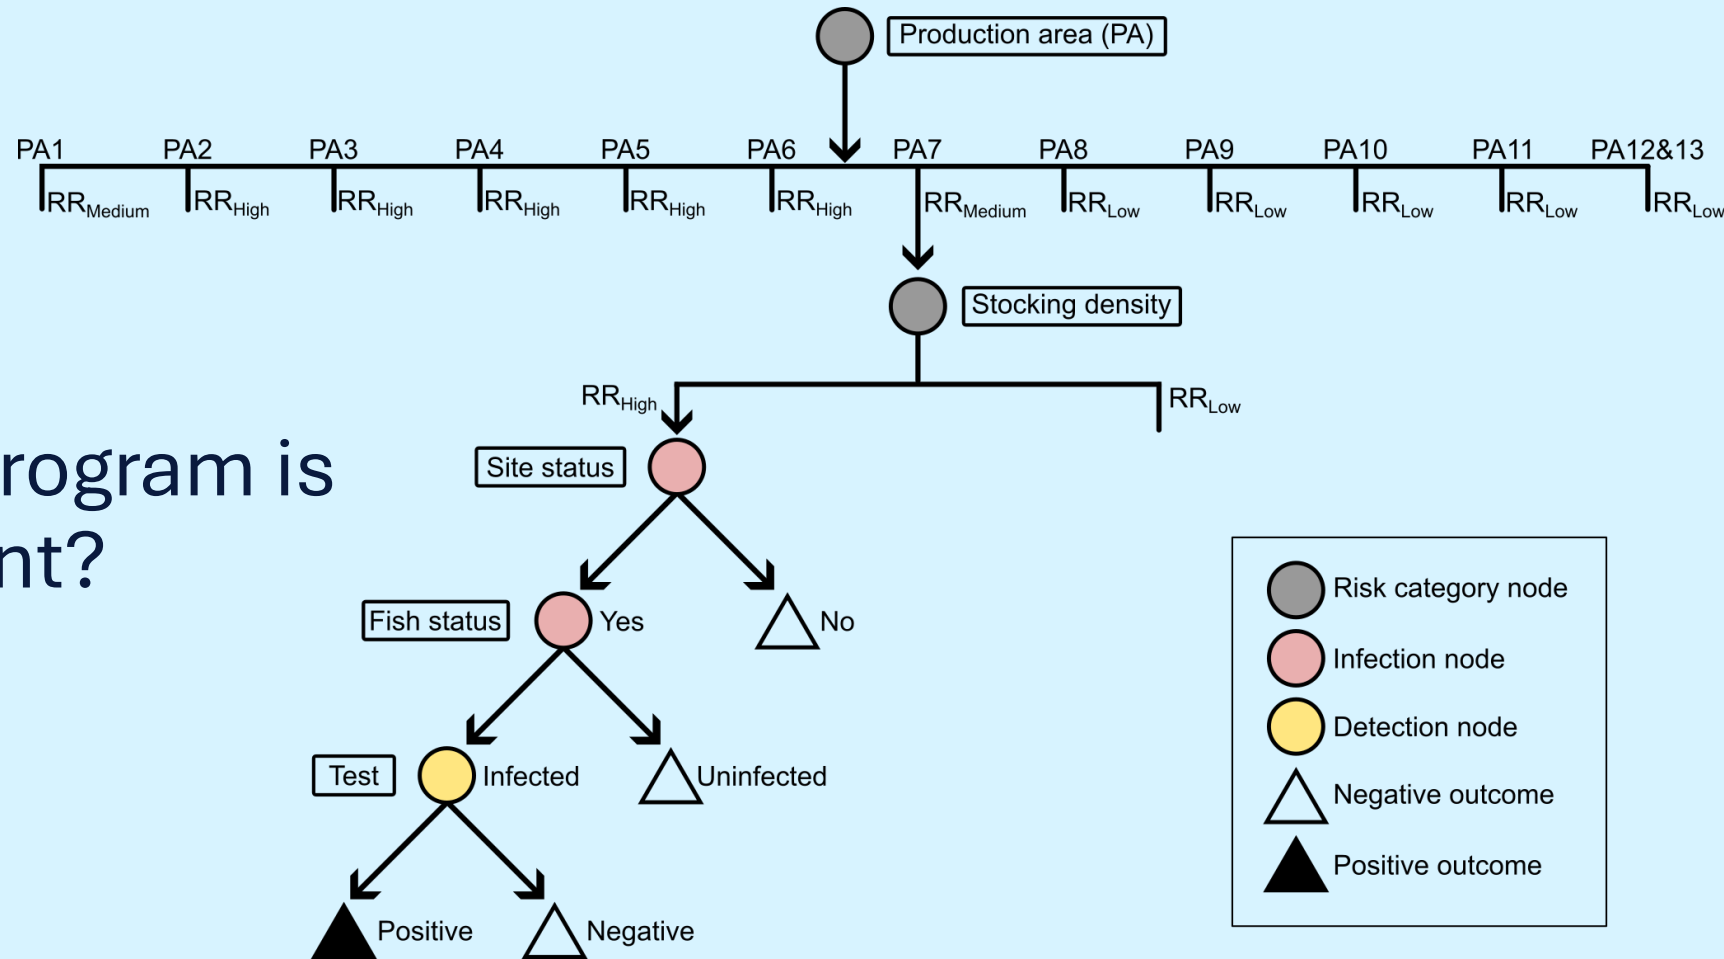 Production area (PA)
PA1 PA2 PA3 PA4 PA5 PA6 PA7 PA8 PA9 PA10 PA11 PA12&13
RRMedium RRHigh RRHigh RRHigh RRHigh RRHigh RRMedium RRLow RRLow RRLow RRLow RRLow
Stocking density
RRHigh RRLow
rogram is
nt?
Site status
Fish status Yes No
Test Infected Uninfected
Positive Negative
Risk category node
Infection node
Detection node
Negative outcome
Positive outcome